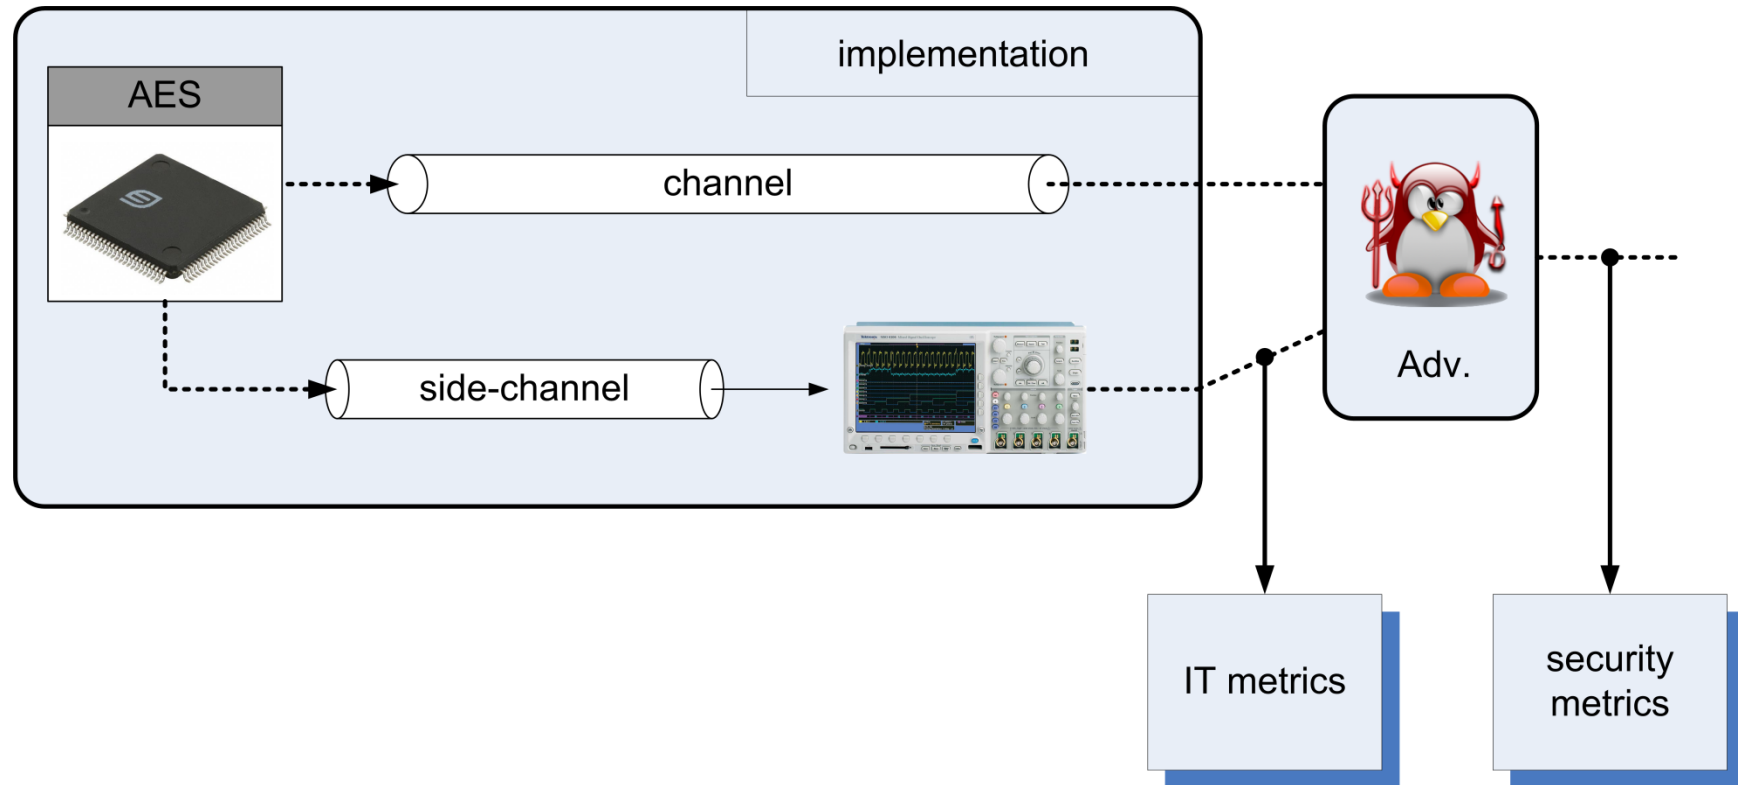 implementation
AES
channel
side-channel
Adv.
IT metrics
security
metrics